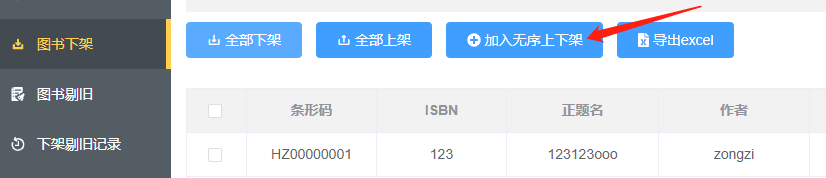 图书下架
图书剔旧
下架剔旧记录
全部下架 全部上架 加入无序上下架 导出excel
条形码 ISBN 正题名 作者
HZ00000001 123 123123ooo zongzi